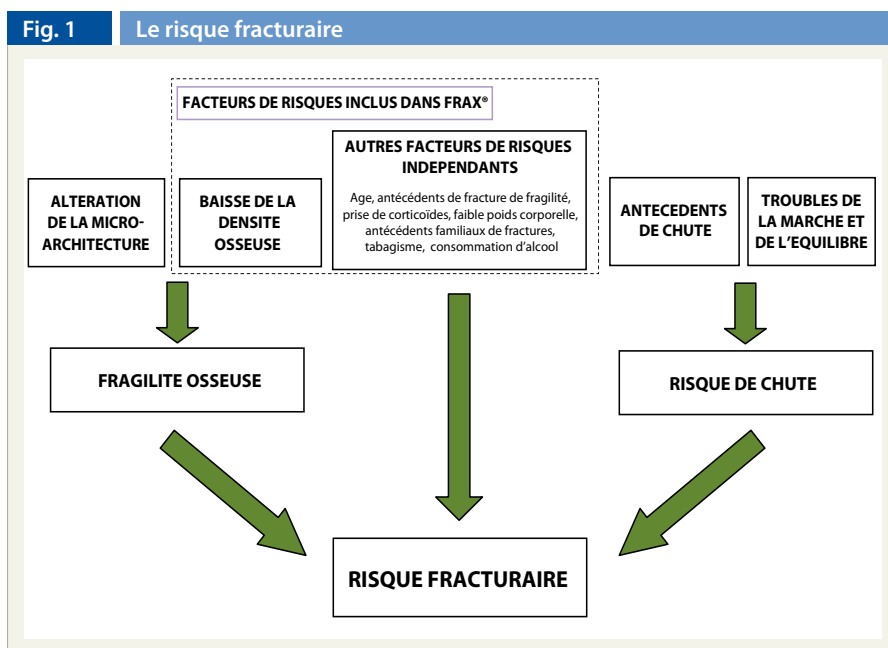 Fig. 1
Le risque fracturaire
FACTEURS DE RISQUES INCLUS DANS FRAX®
ALTERATION
DE LA MICRO-
ARCHITECTURE
BAISSE DE LA
DENSITE
OSSEUSE
AUTRES FACTEURS DE RISQUES
INDEPENDANTS
Age, antécédents de fracture de fragilité,
prise de corticoïdes, faible poids corporelle,
antécédents familiaux de fractures,
tabagisme, consommation d'alcool
ANTECEDENTS
DE CHUTE
TROUBLES DE
LA MARCHE ET
DE L'EQUILIBRE
FRAGILITE OSSEUSE
RISQUE DE CHUTE
RISQUE FRACTURAIRE